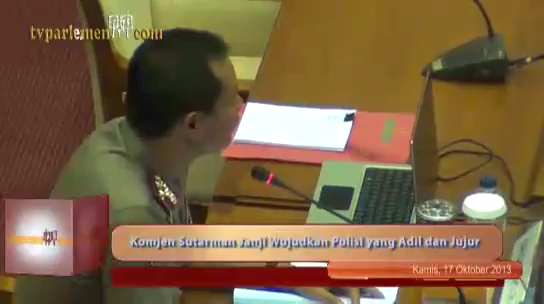 tvparlemen
.com
Komjen Sutarman Janji Wujudkan Polisi yang Adil dan Jujur
Kamis, 17 Oktober 2013